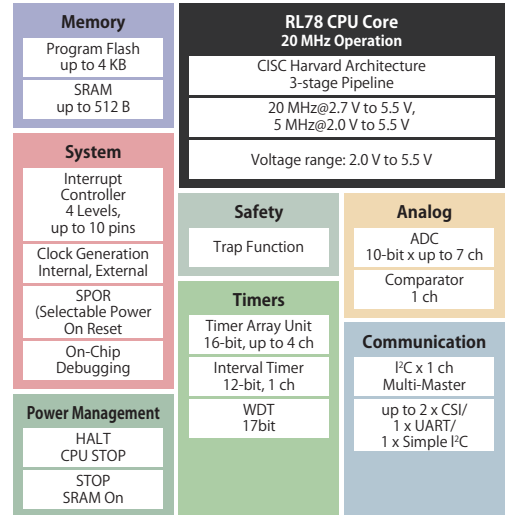 Memory
Program Flash
up to 4 KB
SRAM
up to 512 B
System
Interrupt
Controller
4 Levels,
up to 10 pins
Clock Generation
Internal, External
SPOR
(Selectable Power
On Reset
On-Chip
Debugging
Power Management
HALT
CPU STOP
STOP
SRAM On
RL78 CPU Core
20 MHz Operation
CISC Harvard Architecture
3-stage Pipeline
20 MHz@2.7 V to 5.5 V,
5 MHz@2.0 V to 5.5 V
Voltage range: 2.0 V to 5.5 V
Safety
Trap Function
Timers
Timer Array Unit
16-bit, up to 4 ch
Interval Timer
12-bit, 1 ch
WDT
17bit
Analog
ADC
10-bit x up to 7 ch
Comparator
1 ch
Communication
I²C x 1 ch
Multi-Master
up to 2 x CSI/
1 x UART/
1 x Simple I²C